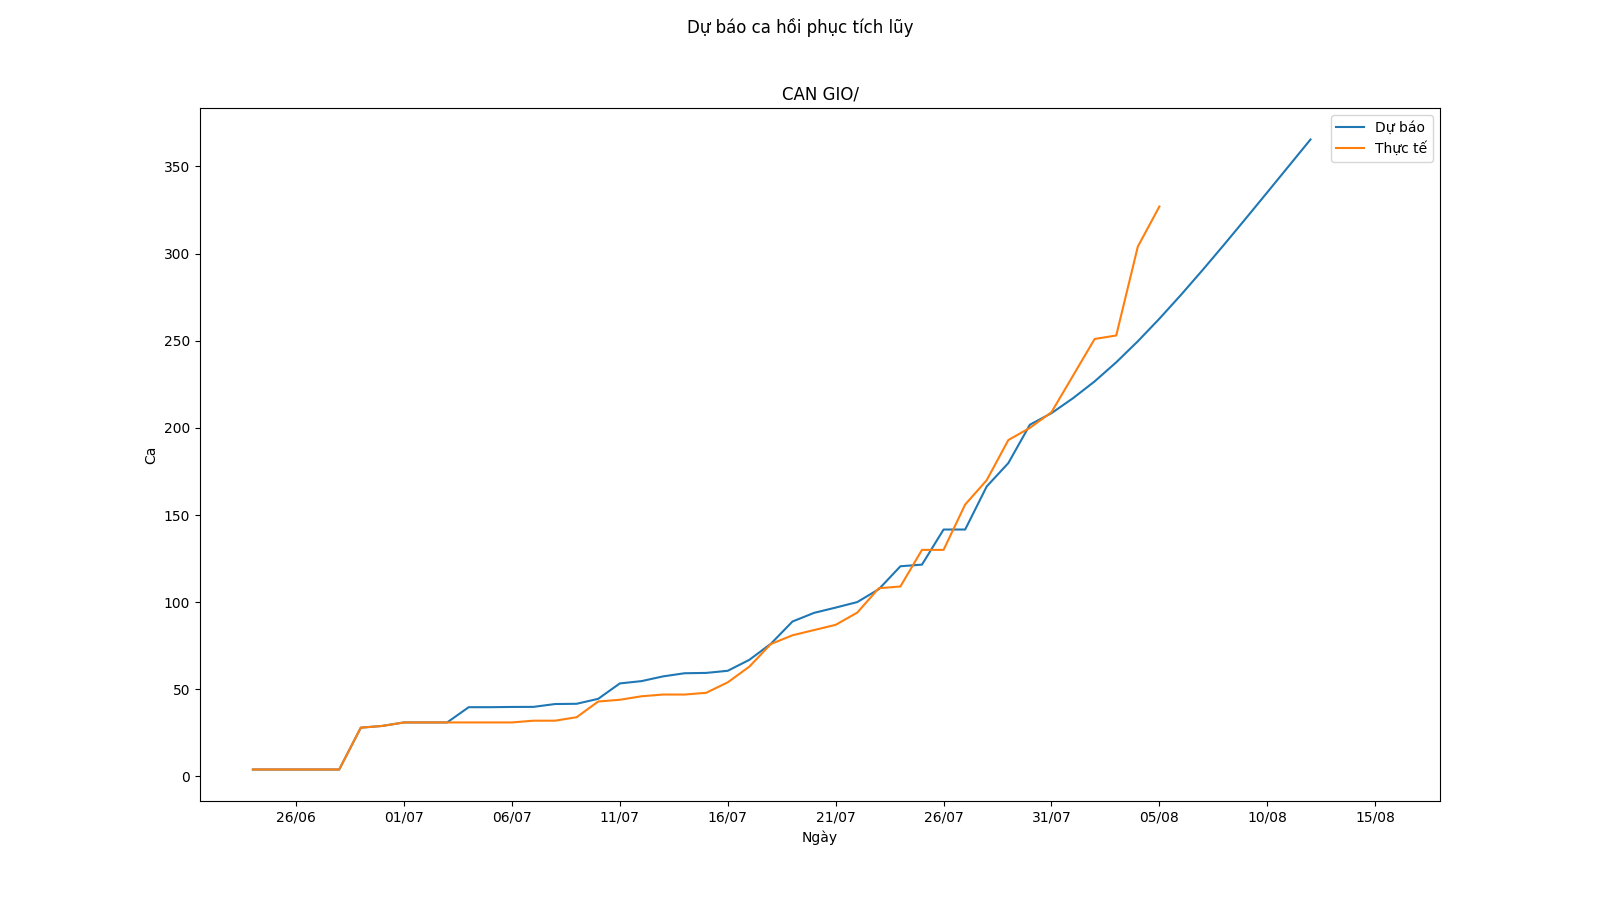 Dự báo ca hồi phục tích lũy
CAN GIO/
Dự báo
Thực tế
350
300
250
200
150
100
50
0
Ca
26/06 01/07 06/07 11/07 16/07 21/07 26/07 31/07 05/08 10/08 15/08
Ngày